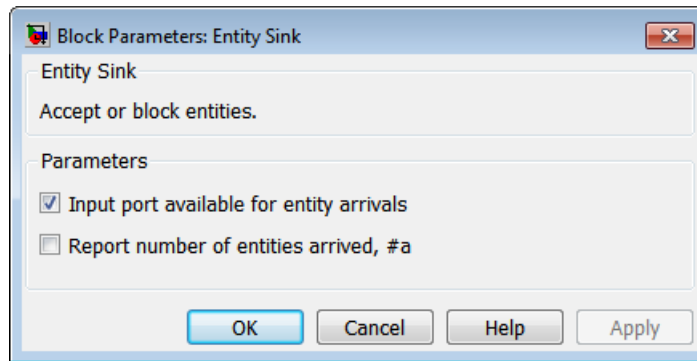 Block Parameters: Entity Sink
Entity Sink
Accept or block entities.
Parameters
Input port available for entity arrivals
Report number of entities arrived, #a
OK Cancel Help Apply